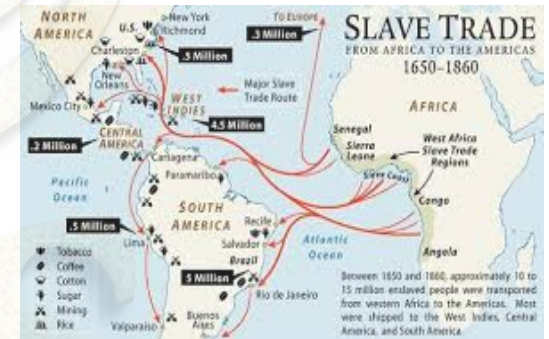 SLAVE TRADE
FROM AFRICA TO THE AMERICAS
1650–1860
NORTH
AMERICA
U.S.
New York
Richmond
Charleston
.5 Million
New
Orleans
Mexico City
TO EUROPE
.3 Million
Major Slave
Trade Route
WEST
INDIES
4.5 Million
.2 Million
CENTRAL
AMERICA
Cartagena
Paramaribo
Pacific
Ocean
SOUTH
AMERICA
.5 Million
Lima
Recife
Salvador
Brazil
5 Million
Rio de Janeiro
Buenos
Aires
Valparaiso
Atlantic
Ocean
AFRICA
Senegal
Sierra
Leone
West Africa
Slave Trade
Regions
Slave Coast
Congo
Angola
Tobacco
Coffee
Cotton
Sugar
Mining
Rice
Between 1650 and 1860, approximately 10 to
15 million enslaved people were transported
from western Africa to the Americas. Most
were shipped to the West Indies, Central
America, and South America.